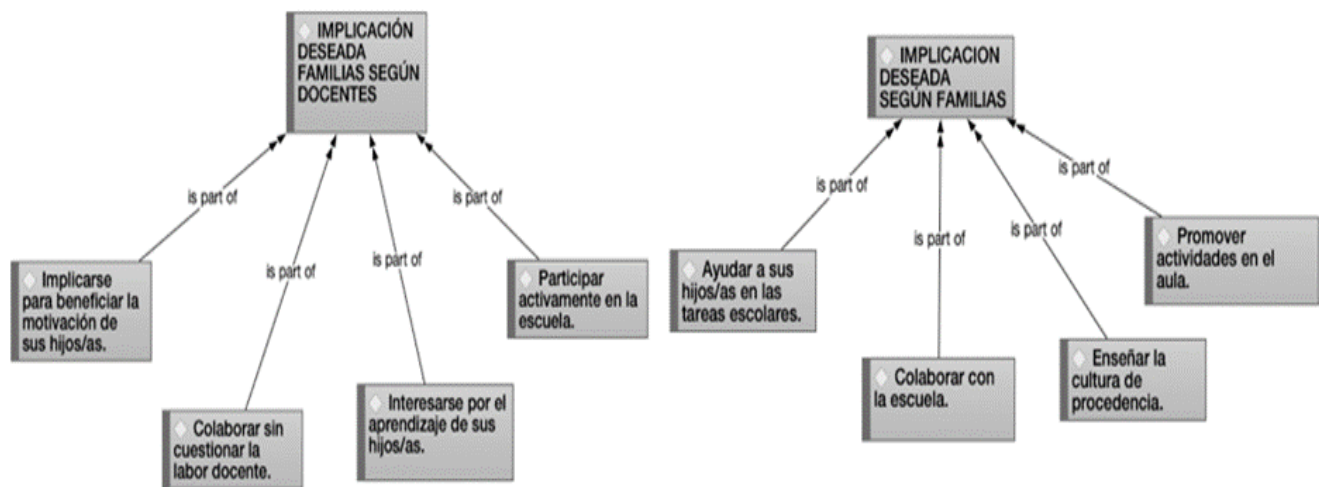 IMPLICACIÓN
DESEADA
FAMILIAS SEGÚN
DOCENTES
is part of
is part of
is part of
is part of
Implicarse
para beneficiar la
motivación de
sus hijos/as.
Colaborar sin
cuestionar la
labor docente.
Interesarse por el
aprendizaje de sus
hijos/as.
Participar
activamente en la
escuela.
IMPLICACION
DESEADA
SEGÚN FAMILIAS
is part of
is part of
is part of
is part of
Ayudar a sus
hijos/as en las
tareas escolares.
Colaborar con
la escuela.
Enseñar la
cultura de
procedencia.
Promover
actividades en el
aula.